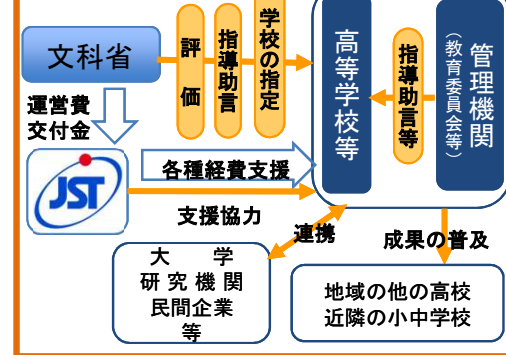 文科省
評価
指導助言
学校の指定
高等学校等
指導助言等
管理機関
(教育委員会等)
運営費
交付金
JST
各種経費支援
支援協力
連携
成果の普及
大 学
研 究 機 関
民間企業
等
地域の他の高校
近隣の小中学校